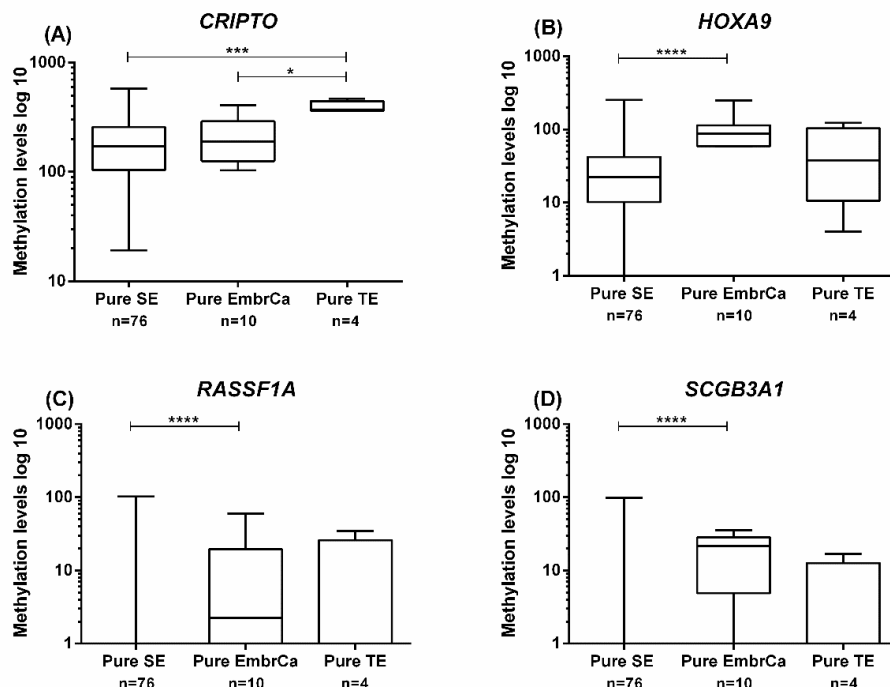 (A)
CRIPTO
***
*
1000
100
10
Methylation levels log 10
Pure SE Pure EmbrCa Pure TE
n=76 n=10 n=4
(B)
HOXA9
****
1000
100
10
1
Methylation levels log 10
Pure SE Pure EmbrCa Pure TE
n=76 n=10 n=4
(C)
RASSF1A
****
1000
100
10
1
Methylation levels log 10
Pure SE Pure EmbrCa Pure TE
n=76 n=10 n=4
(D)
SCGB3A1
****
1000
100
10
1
Methylation levels log 10
Pure SE Pure EmbrCa Pure TE
n=76 n=10 n=4